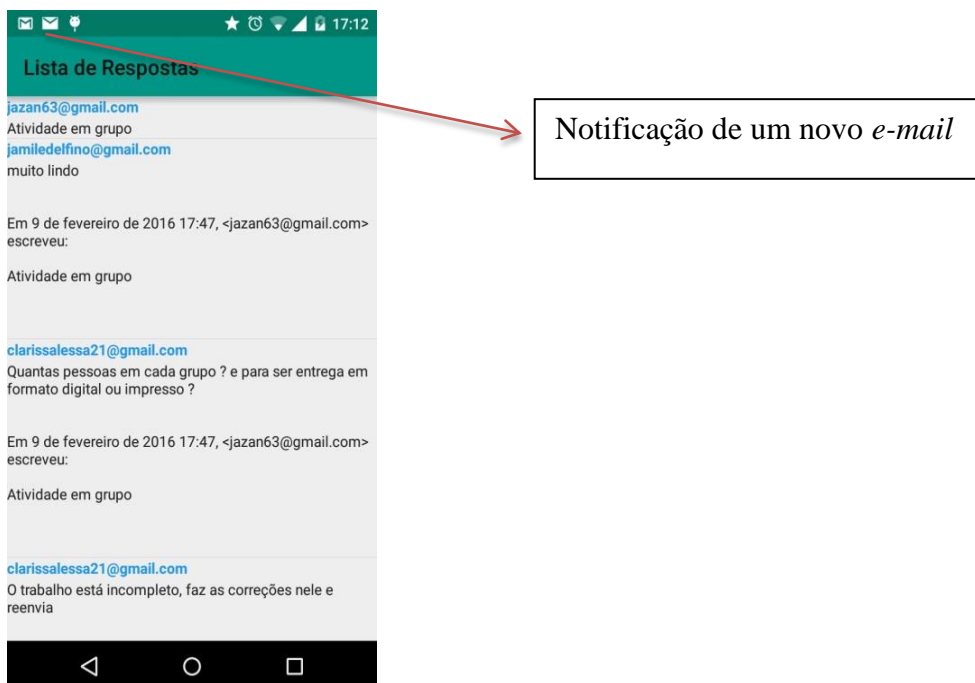 17:12
Lista de Respostas
jazan63@gmail.com
Atividade em grupo
jamiledelfino@gmail.com
muito lindo
Em 9 de fevereiro de 2016 17:47, <jazan63@gmail.com>
escreveu:
Atividade em grupo
clarissalessa21@gmail.com
Quantas pessoas em cada grupo ? e para ser entrega em
formato digital ou impresso ?
Em 9 de fevereiro de 2016 17:47, <jazan63@gmail.com>
escreveu:
Atividade em grupo
clarissalessa21@gmail.com
O trabalho está incompleto, faz as correções nele e
reenvia
Notificação de um novo e-mail